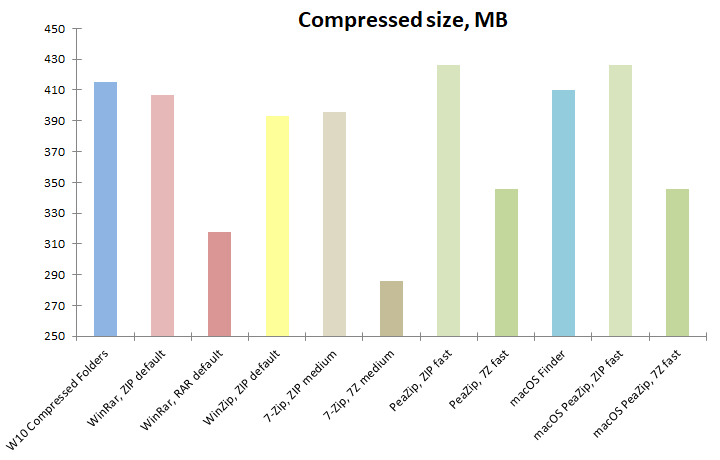 Compressed size, MB
450
430
410
390
370
350
330
310
290
270
250
W10 Compressed Folders
WinRar, ZIP default
WinRar, RAR default
WinZip, ZIP default
7-Zip, ZIP medium
7-Zip, 7Z medium
PeaZip, ZIP fast
PeaZip, 7Z fast
macOS Finder
macOS PeaZip, ZIP fast
macOS PeaZip, 7Z fast